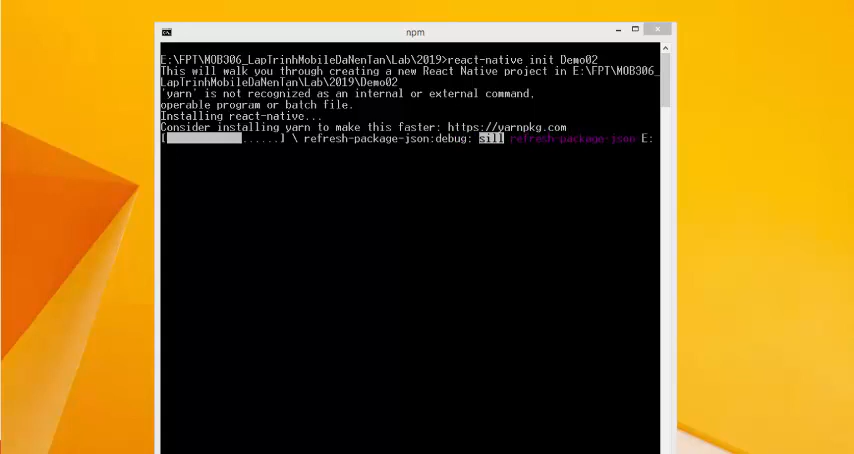 npm
E:\FPT\MOB306_LapTrinhMobileDaNenTan\Lab\2019>react-native init Demo02
This will walk you through creating a new React Native project in E:\FPT\MOB306_
LapTrinhMobileDaNenTan\Lab\2019\Demo02
'yarn' is not recognized as an internal or external command,
operable program or batch file.
Installing react-native...
Consider installing yarn to make this faster: https://yarnpkg.com
[ ......] \ refresh-package-json:debug: sill refresh-package-json E: